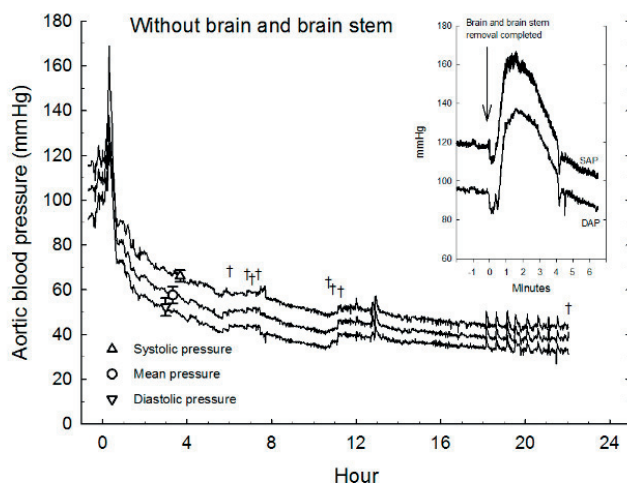 Without brain and brain stem
Aortic blood pressure (mmHg)
180
160
140
120
100
80
60
40
20
0
0
4
8
12
16
20
24
Hour
Systolic pressure
Mean pressure
Diastolic pressure
† † † † ‡ † † †
Brain and brain stem
removal completed
mmHg
180
160
140
120
100
80
60
SAP
DAP
-1 0 1 2 3 4 5 6
Minutes